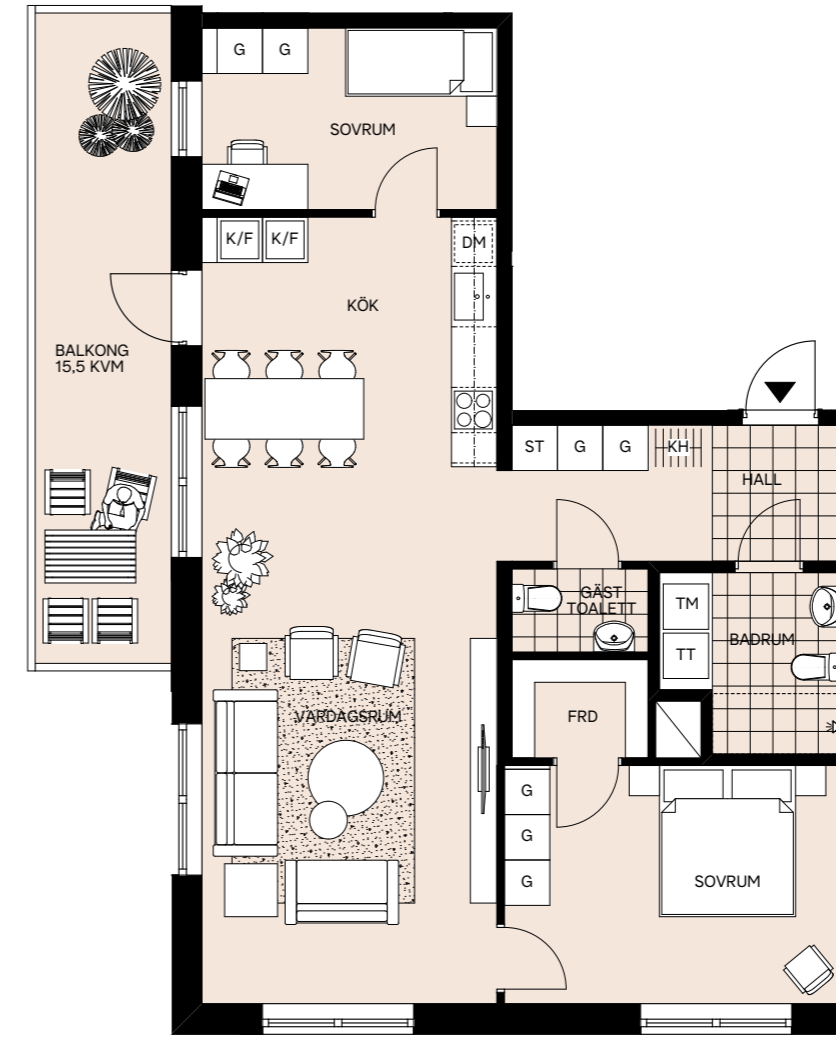 G G
SOVRUM
K/F K/F
DM
KÖK
BALKONG
15,5 KVM
ST G G KH
HALL
GÄST
TOALETT
TM
BADRUM
TT
VARDAGSRUM
FRD
G
G
G
SOVRUM